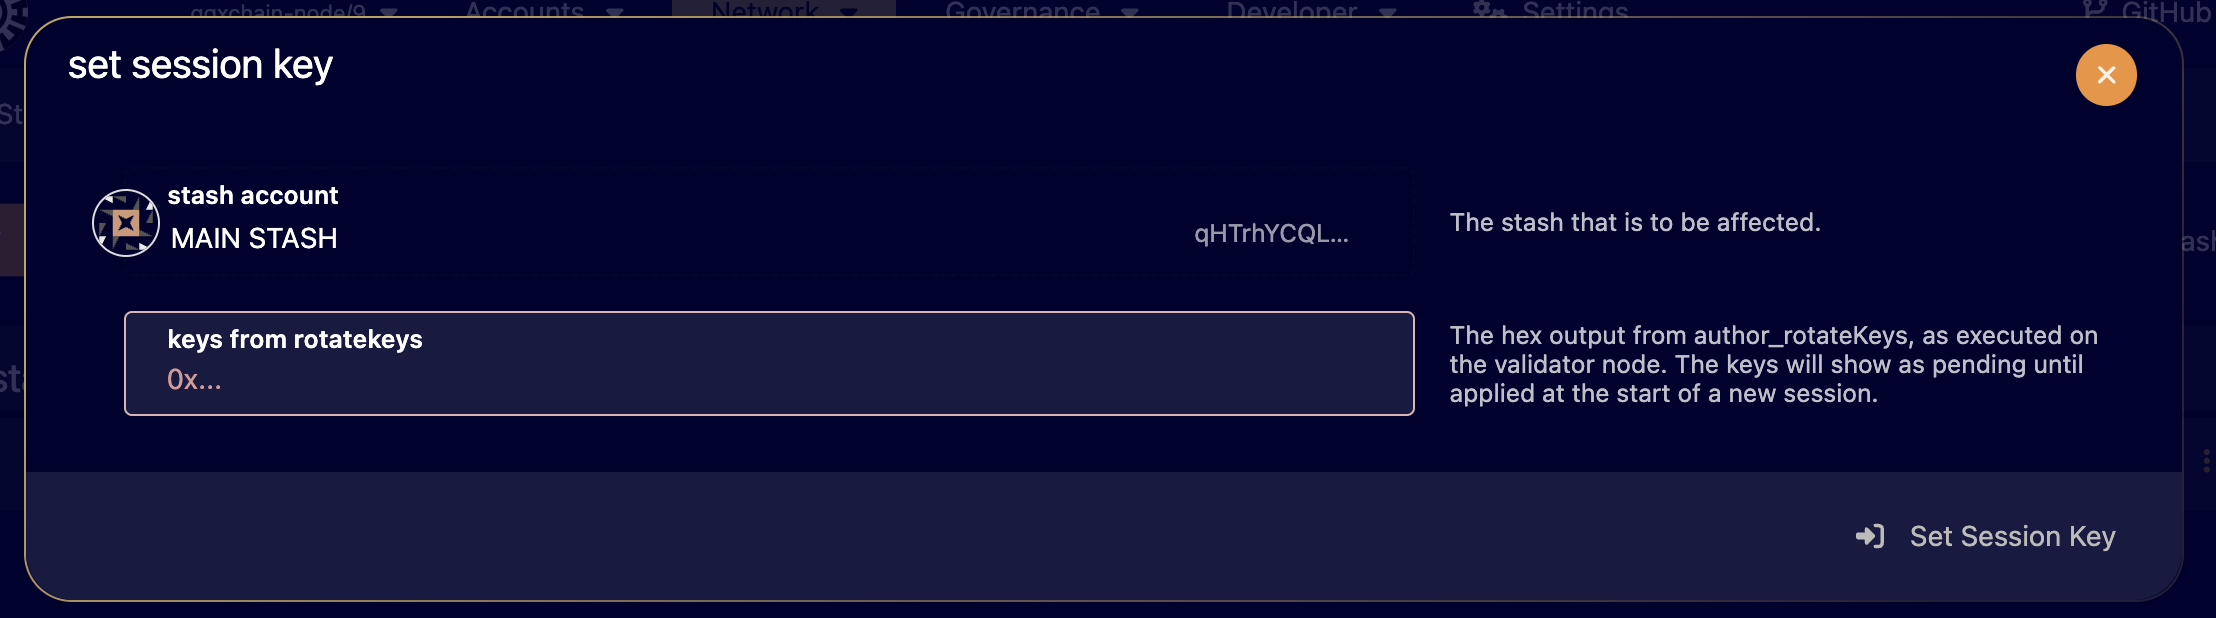 ggxchain-node/9
Accounts
Network
Governance
Developer
Settings
GitHub
set session key
stash account
MAIN STASH
qHTrhYCQL...
The stash that is to be affected.
keys from rotatekeys
0x...
The hex output from author_rotateKeys, as executed on
the validator node. The keys will show as pending until
applied at the start of a new session.
Set Session Key